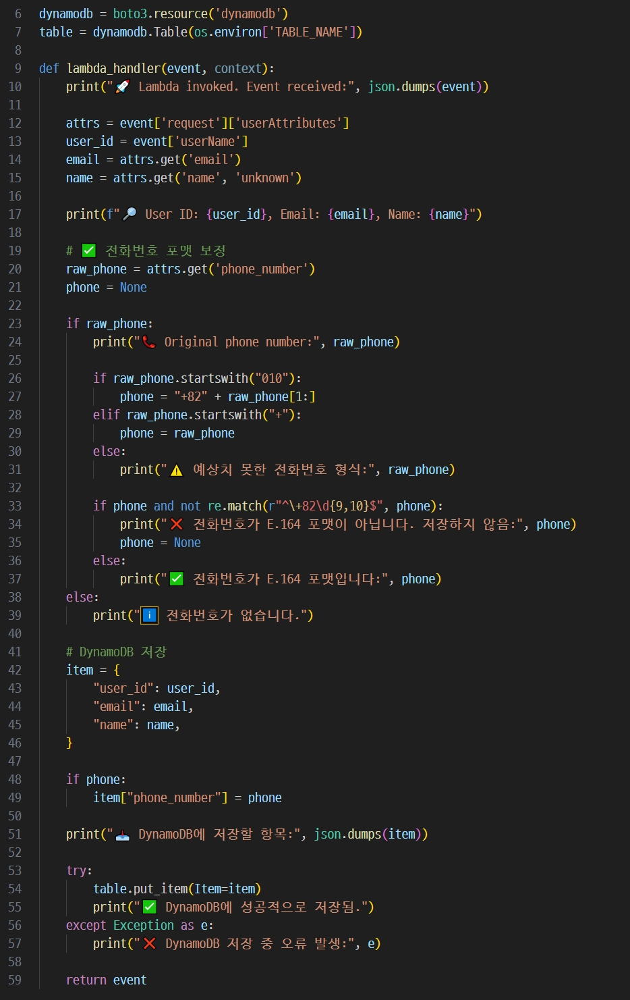 6 dynamodb = boto3.resource('dynamodb')
7 table = dynamodb.Table(os.environ['TABLE_NAME'])
8
9 def lambda_handler(event, context):
10     print("🚀 Lambda invoked. Event received:", json.dumps(event))
11
12     attrs = event['request']['userAttributes']
13     user_id = event['userName']
14     email = attrs.get('email')
15     name = attrs.get('name', 'unknown')
16
17     print(f"🔎 User ID: {user_id}, Email: {email}, Name: {name}")
18
19     # ✅ 전화번호 포맷 보정
20     raw_phone = attrs.get('phone_number')
21     phone = None
22
23     if raw_phone:
24         print("📞 Original phone number:", raw_phone)
25
26         if raw_phone.startswith("010"):
27             phone = "+82" + raw_phone[1:]
28         elif raw_phone.startswith("+"):
29             phone = raw_phone
30         else:
31             print("⚠️ 예상치 못한 전화번호 형식:", raw_phone)
32
33         if phone and not re.match(r"^\+82\d{9,10}$", phone):
34             print("❌ 전화번호가 E.164 포맷이 아닙니다. 저장하지 않음:", phone)
35             phone = None
36         else:
37             print("✅ 전화번호가 E.164 포맷입니다:", phone)
38     else:
39         print("ℹ️ 전화번호가 없습니다.")
40
41     # DynamoDB 저장
42     item = {
43         "user_id": user_id,
44         "email": email,
45         "name": name,
46     }
47
48     if phone:
49         item["phone_number"] = phone
50
51     print("📥 DynamoDB에 저장할 항목:", json.dumps(item))
52
53     try:
54         table.put_item(Item=item)
55         print("✅ DynamoDB에 성공적으로 저장됨.")
56     except Exception as e:
57         print("❌ DynamoDB 저장 중 오류 발생:", e)
58
59     return event